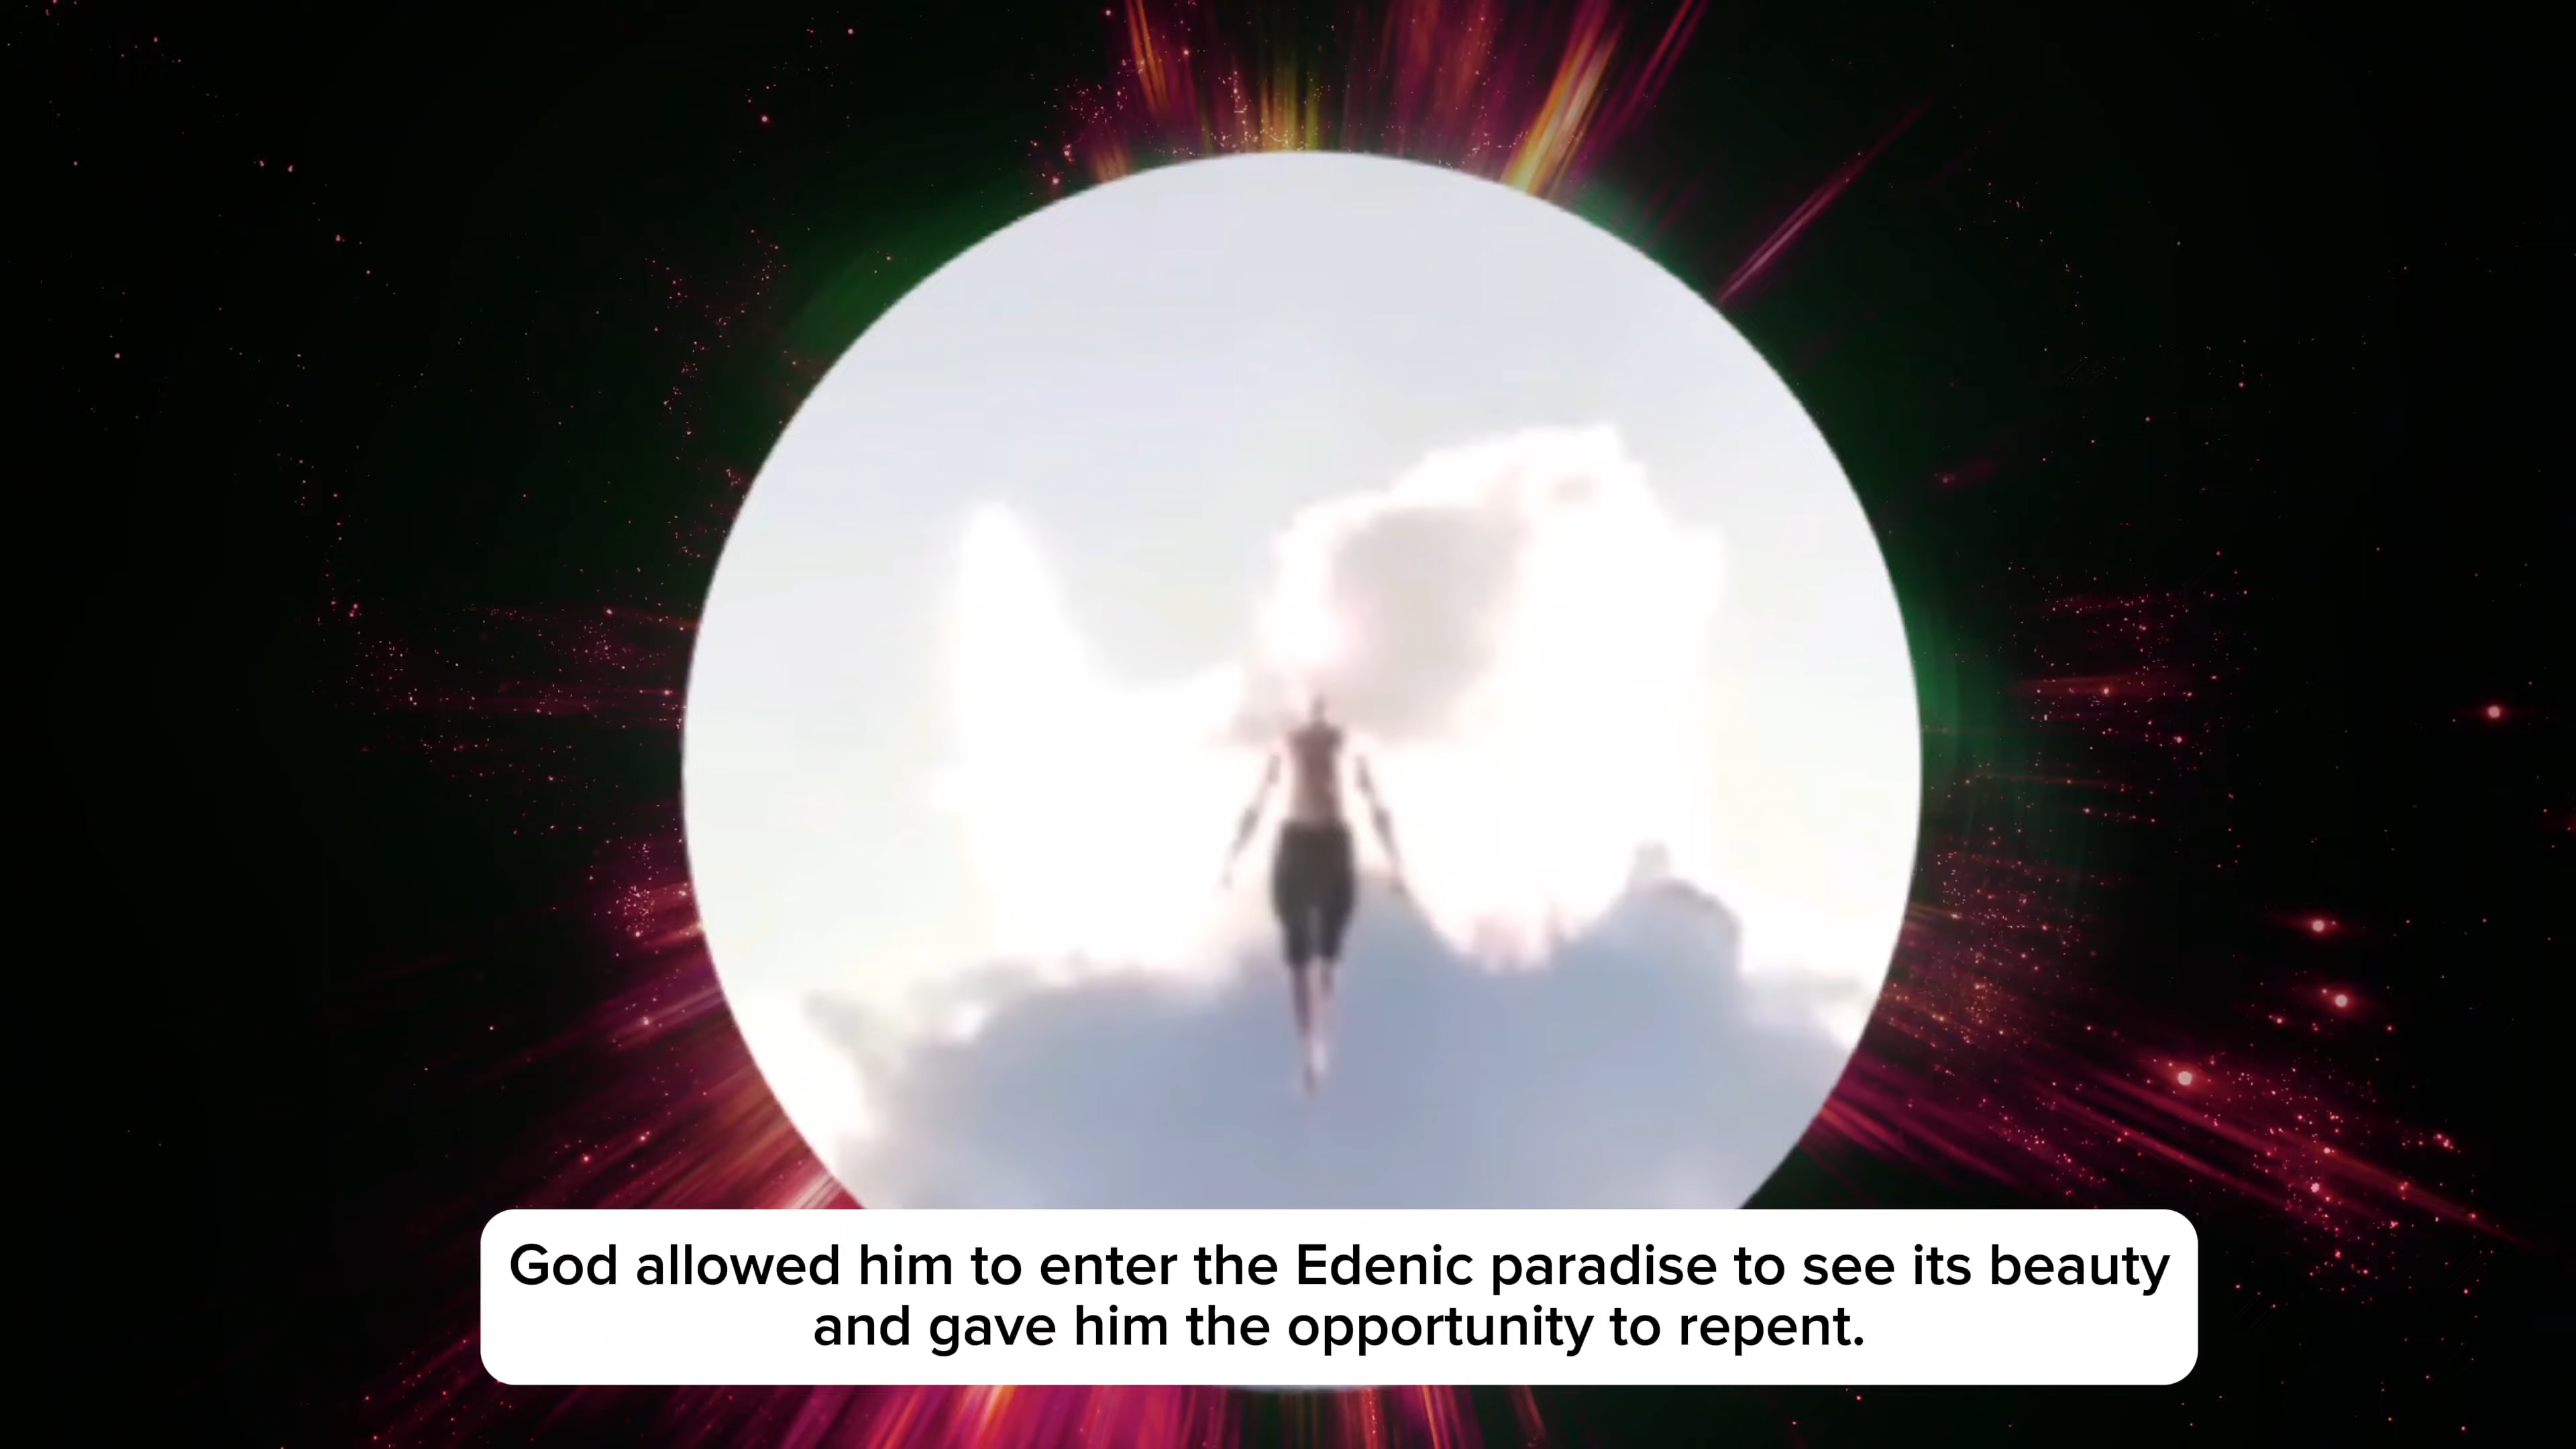 God allowed him to enter the Edenic paradise to see its beauty
and gave him the opportunity to repent.